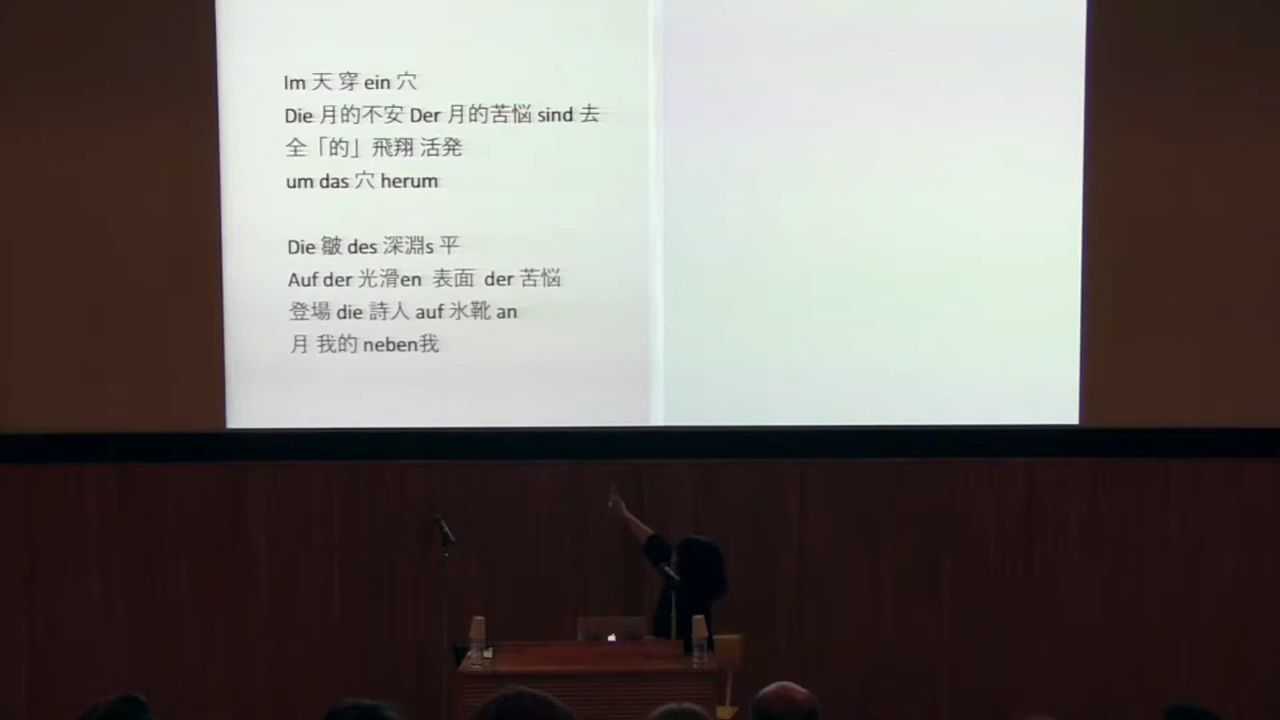 Im 天 穿 ein 穴
Die 月的不安 Der 月的苦悩 sind 去
全「的」飛翔 活発
um das 穴 herum
Die 皺 des 深淵s 平
Auf der 光滑en 表面 der 苦悩
登場 die 詩人 auf 氷靴 an
月 我的 neben我